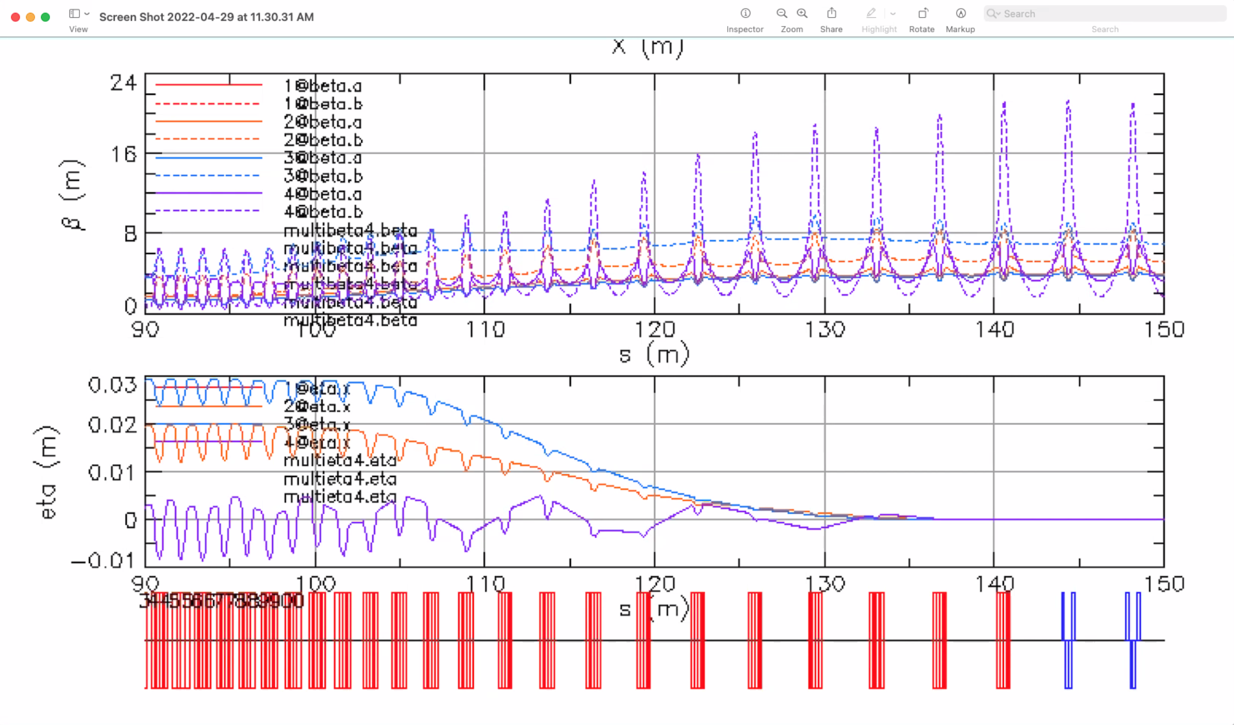 Screen Shot 2022-04-29 at 11.30.31 AM
Search
View
Inspector
Zoom
Share
Highlight
Rotate
Markup
Search
X (m)
24
16
8
0
β (m)
1@beta.a
1@beta.b
2@beta.a
2@beta.b
3@beta.a
3@beta.b
4@beta.a
4@beta.b
multibeta4.beta
multibeta4.beta
multibeta4.beta
multibeta4.beta
multibeta4.beta
multibeta4.beta
90 100 110 120 130 140 150
s (m)
0.03
0.02
0.01
0
−0.01
eta (m)
1@eta.x
2@eta.x
3@eta.x
4@eta.x
multieta4.eta
multieta4.eta
multieta4.eta
90 100 110 120 130 140 150
s (m)